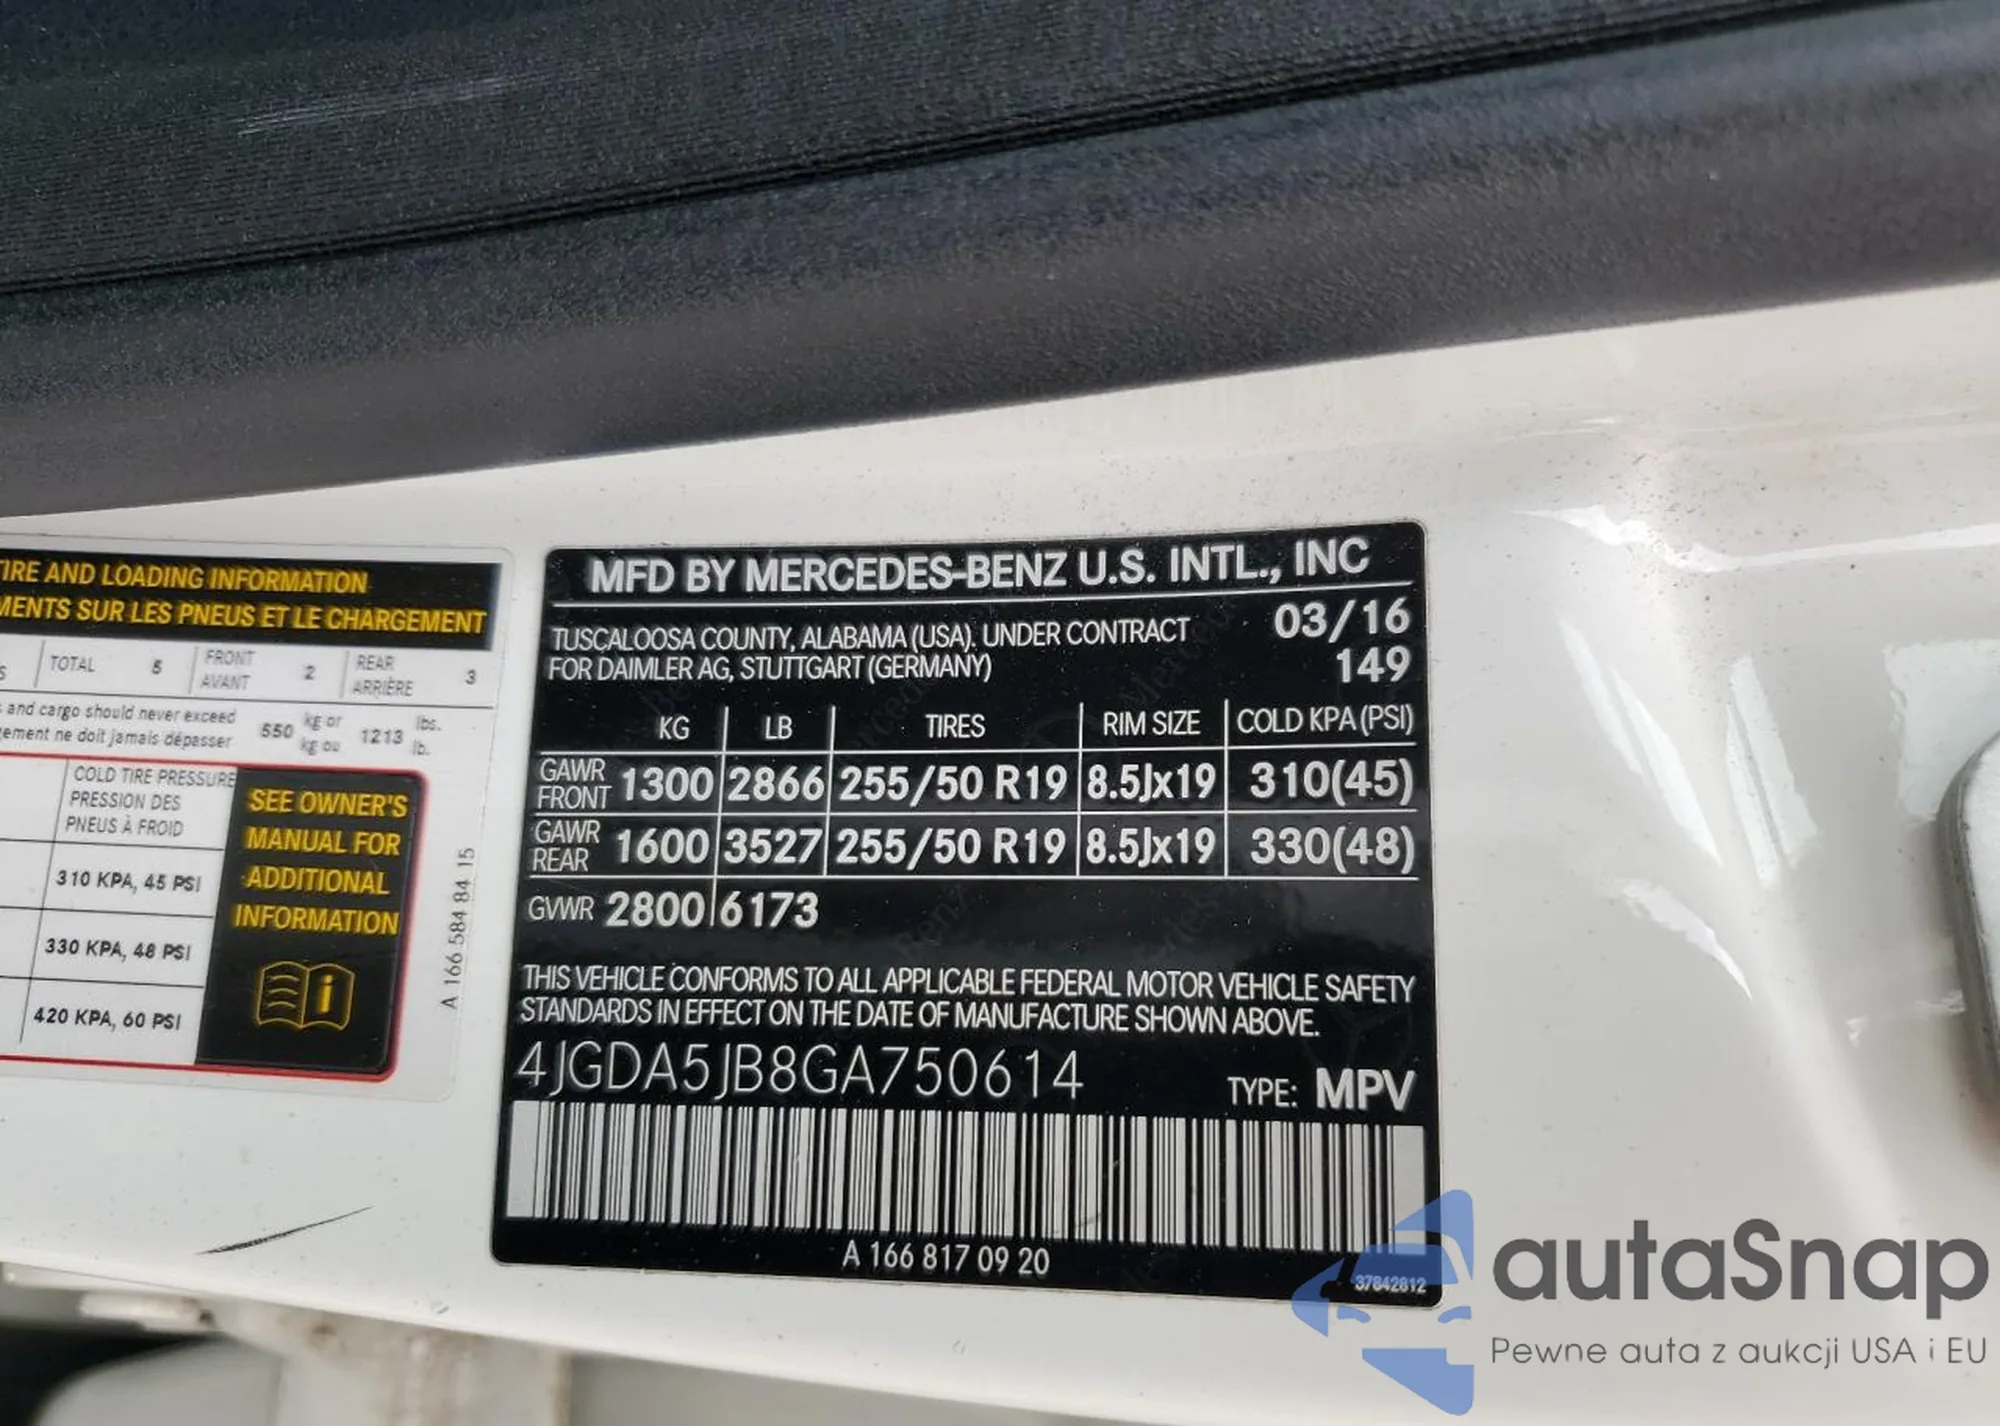 TIRE AND LOADING INFORMATION
MENTS SUR LES PNEUS ET LE CHARGEMENT
TOTAL 5 FRONT AVANT 2 REAR ARRIÈRE 3
and cargo should never exceed 550 kg or 1213 lbs.
ne doit jamais dépasser kg ou lb.
COLD TIRE PRESSURE
PRESSION DES
PNEUS À FROID
310 KPA, 45 PSI
330 KPA, 48 PSI
420 KPA, 60 PSI
SEE OWNER'S
MANUAL FOR
ADDITIONAL
INFORMATION
A 166 584 84 15
MFD BY MERCEDES-BENZ U.S. INTL., INC
TUSCALOOSA COUNTY, ALABAMA (USA). UNDER CONTRACT 03/16
FOR DAIMLER AG, STUTTGART (GERMANY) 149
KG LB TIRES RIM SIZE COLD KPA (PSI)
GAWR FRONT 1300 2866 255/50 R19 8.5Jx19 310(45)
GAWR REAR 1600 3527 255/50 R19 8.5Jx19 330(48)
GVWR 2800 6173
THIS VEHICLE CONFORMS TO ALL APPLICABLE FEDERAL MOTOR VEHICLE SAFETY
STANDARDS IN EFFECT ON THE DATE OF MANUFACTURE SHOWN ABOVE.
4JGDA5JB8GA750614 TYPE: MPV
A 166 817 09 20
37842812
autaSnap
Pewne auta z aukcji USA i EU